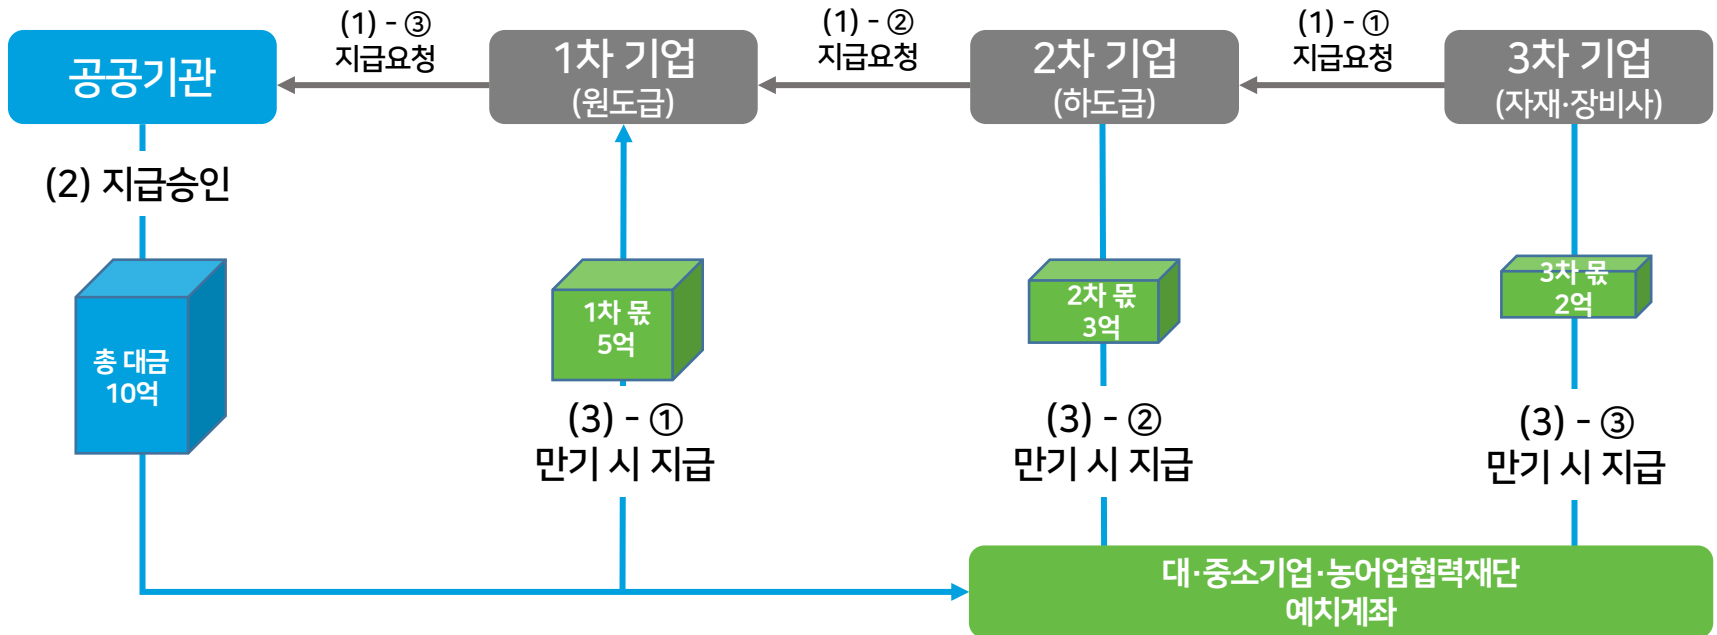 공공기관
(1) - ③
지급요청
1차 기업
(원도급)
(1) - ②
지급요청
2차 기업
(하도급)
(1) - ①
지급요청
3차 기업
(자재·장비사)
(2) 지급승인
총 대금
10억
1차 몫
5억
2차 몫
3억
3차 몫
2억
(3) - ①
만기 시 지급
(3) - ②
만기 시 지급
(3) - ③
만기 시 지급
대·중소기업·농어업협력재단
예치계좌